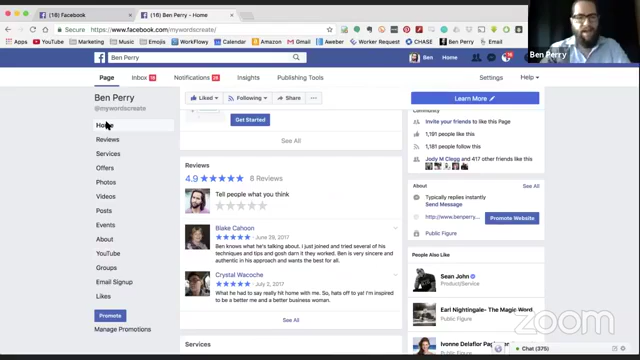 (16) Facebook
(16) Ben Perry - Home
Secure
https://www.facebook.com/mywordscreate/
YouTube
Marketing
Music
Emojis
WorkFlowy
Calendar
Amazon
Aweber
Worker Request
CHASE
Ben Perry
Instagram
Ben Perry
Ben Perry
Ben
Home
16
Page
Inbox
Notifications
Insights
Publishing Tools
Settings
Help
Ben Perry
@mywordscreate
Liked
Following
Share
Learn More
Home
Reviews
Services
Offers
Photos
Videos
Posts
Events
About
YouTube
Groups
Email Signup
Likes
Promote
Manage Promotions
Get Started
See All
Reviews
4.9
8 Reviews
Tell people what you think
Blake Cahoon
June 29, 2017
Ben knows what he's talking about. I just joined and tried several of his
techniques and tips and gosh darn if they worked. Ben is very sincere and
authentic in his approach and wants the best for all.
Crystal Wacoche
July 2, 2017
What he had to say really hit home with me. So, hats off to ya! I'm inspired
to be a better me and a better business woman.
See All
Services
Community
Invite your friends to like this Page
1,191 people like this
1,181 people follow this
Jody M Clegg and 417 other friends like this
About
See All
Typically replies instantly
Send Message
http://www.benperry...
Promote Website
Public Figure
People Also Like
Sean John
Product/Service
Earl Nightingale- The Magic Word
Public Figure
Ivonne Delaflor Paglaman
Chat (375)
zoom